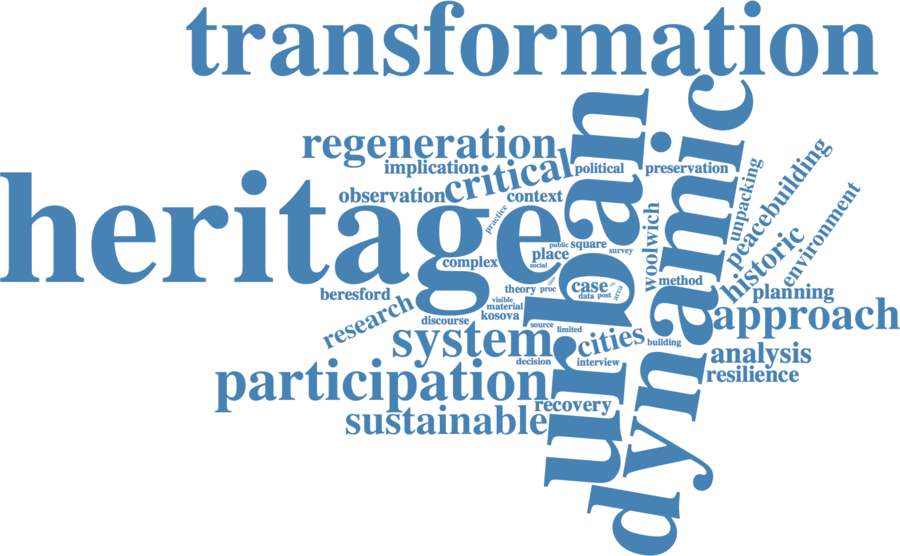 transformation
regeneration
implication
critical
political
preservation
observation
context
practice
heritage
urban
dynamic
unpacking
peacebuilding
environment
historic
woolwich
public
square
survey
place
social
complex
method
planning
theory
proc
case
data
post
area
beresford
visible
material
kosova
research
discourse
approach
system
source
limited
cities
building
analysis
decision
interview
resilience
participation
recovery
sustainable